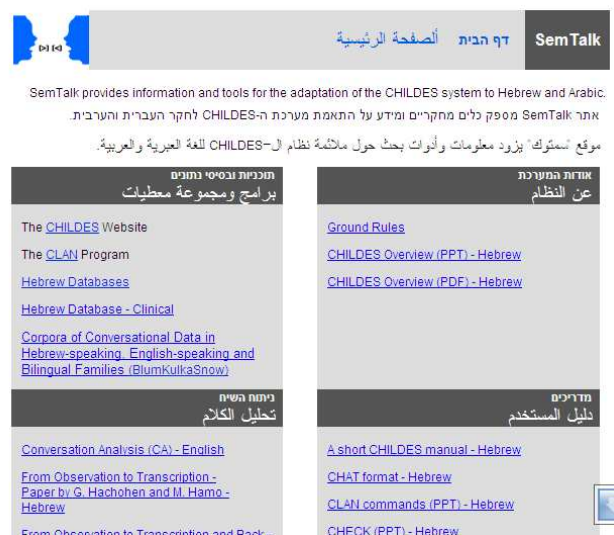 SemTalk דף הבית ألصفحة الرئيسية
SemTalk provides information and tools for the adaptation of the CHILDES system to Hebrew and Arabic.
אתר SemTalk מספק כלים מחקריים ומידע על התאמת מערכת ה-CHILDES לחקר העברית והערבית.
موقع "سمتوك" يزود معلومات وأدوات بحث حول ملائمة نظام ال-CHILDES للغة العبرية والعربية.
אודות המערכת
عن النظام
Ground Rules
CHILDES Overview (PPT) - Hebrew
CHILDES Overview (PDF) - Hebrew
תוכניות ובסיסי נתונים
برامج ومجموعة معطيات
The CHILDES Website
The CLAN Program
Hebrew Databases
Hebrew Database - Clinical
Corpora of Conversational Data in
Hebrew-speaking, English-speaking and
Bilingual Families (BlumKulkaSnow)
מדריכים
دليل المستخدم
A short CHILDES manual - Hebrew
CHAT format - Hebrew
CLAN commands (PPT) - Hebrew
CHECK (PPT) - Hebrew
ניתוח השיח
تحليل الكلام
Conversation Analysis (CA) - English
From Observation to Transcription -
Paper by G. Hachohen and M. Hamo -
Hebrew
From Observation to Transcription and Back -